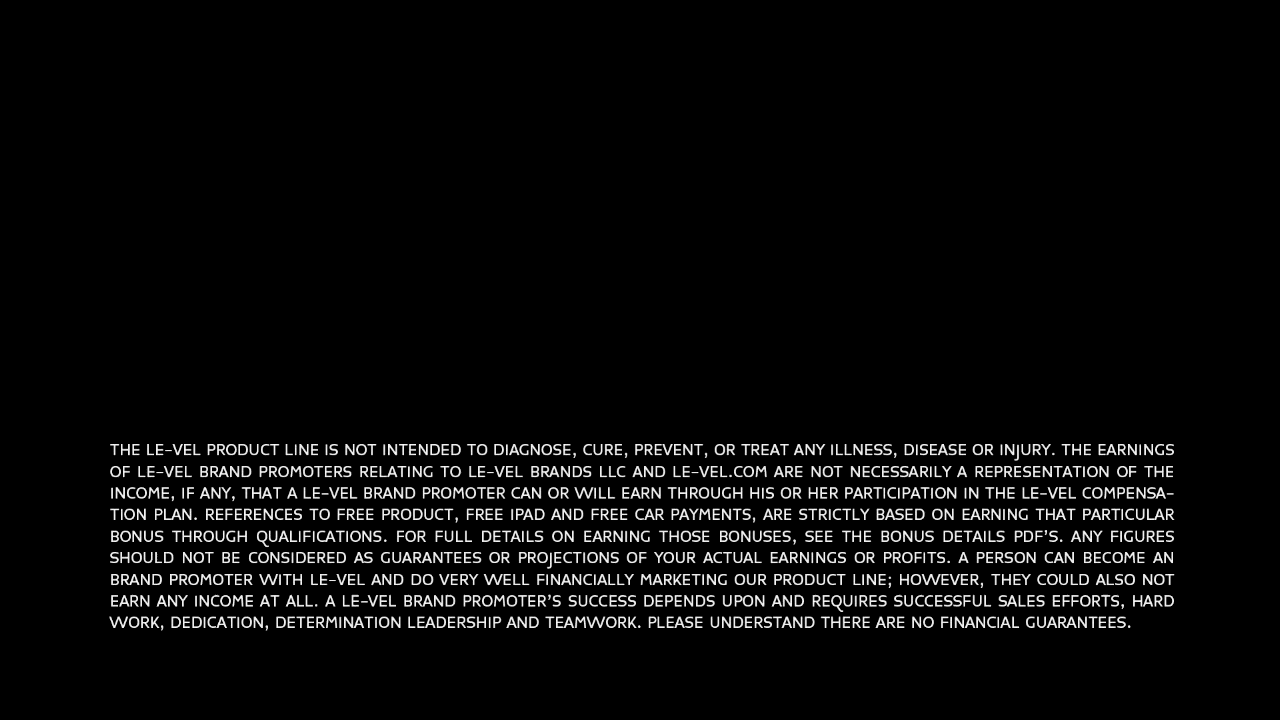 THE LE-VEL PRODUCT LINE IS NOT INTENDED TO DIAGNOSE, CURE, PREVENT, OR TREAT ANY ILLNESS, DISEASE OR INJURY. THE EARNINGS
OF LE-VEL BRAND PROMOTERS RELATING TO LE-VEL BRANDS LLC AND LE-VEL.COM ARE NOT NECESSARILY A REPRESENTATION OF THE
INCOME, IF ANY, THAT A LE-VEL BRAND PROMOTER CAN OR WILL EARN THROUGH HIS OR HER PARTICIPATION IN THE LE-VEL COMPENSA-
TION PLAN. REFERENCES TO FREE PRODUCT, FREE IPAD AND FREE CAR PAYMENTS, ARE STRICTLY BASED ON EARNING THAT PARTICULAR
BONUS THROUGH QUALIFICATIONS. FOR FULL DETAILS ON EARNING THOSE BONUSES, SEE THE BONUS DETAILS PDF'S. ANY FIGURES
SHOULD NOT BE CONSIDERED AS GUARANTEES OR PROJECTIONS OF YOUR ACTUAL EARNINGS OR PROFITS. A PERSON CAN BECOME AN
BRAND PROMOTER WITH LE-VEL AND DO VERY WELL FINANCIALLY MARKETING OUR PRODUCT LINE; HOWEVER, THEY COULD ALSO NOT
EARN ANY INCOME AT ALL. A LE-VEL BRAND PROMOTER'S SUCCESS DEPENDS UPON AND REQUIRES SUCCESSFUL SALES EFFORTS, HARD
WORK, DEDICATION, DETERMINATION LEADERSHIP AND TEAMWORK. PLEASE UNDERSTAND THERE ARE NO FINANCIAL GUARANTEES.